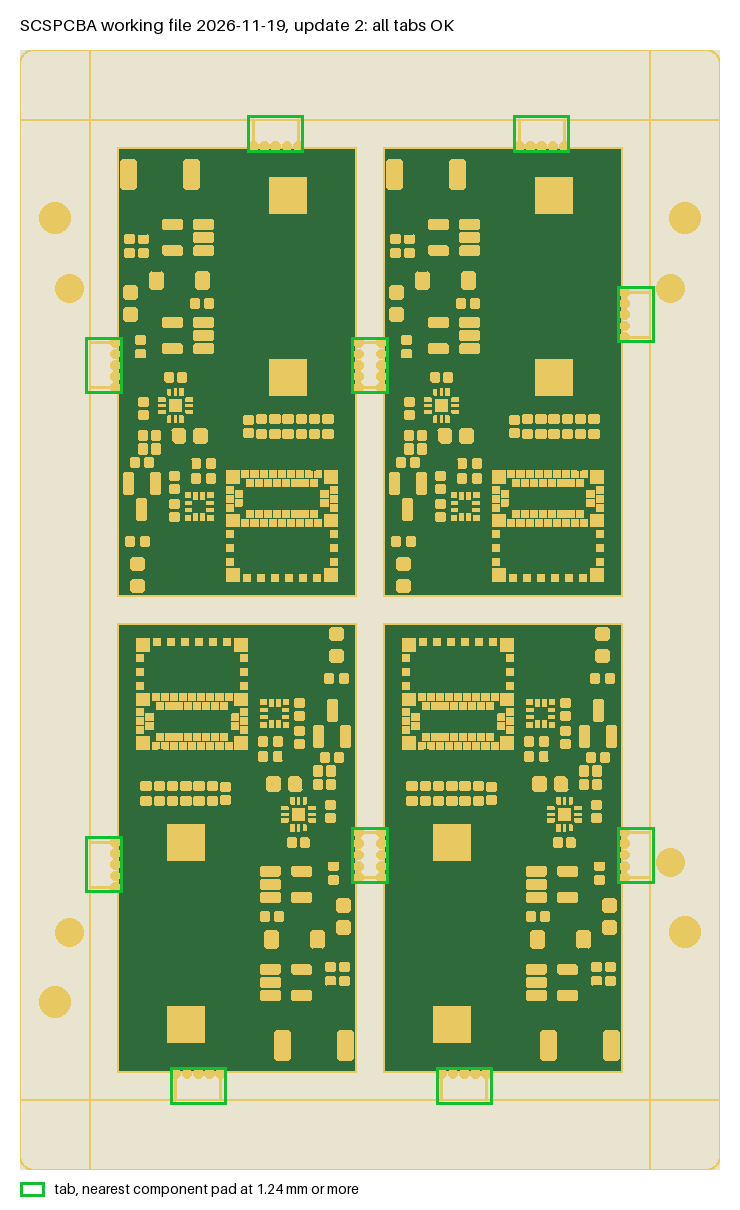 SCSPCBA working file 2026-11-19, update 2: all tabs OK
tab, nearest component pad at 1.24 mm or more